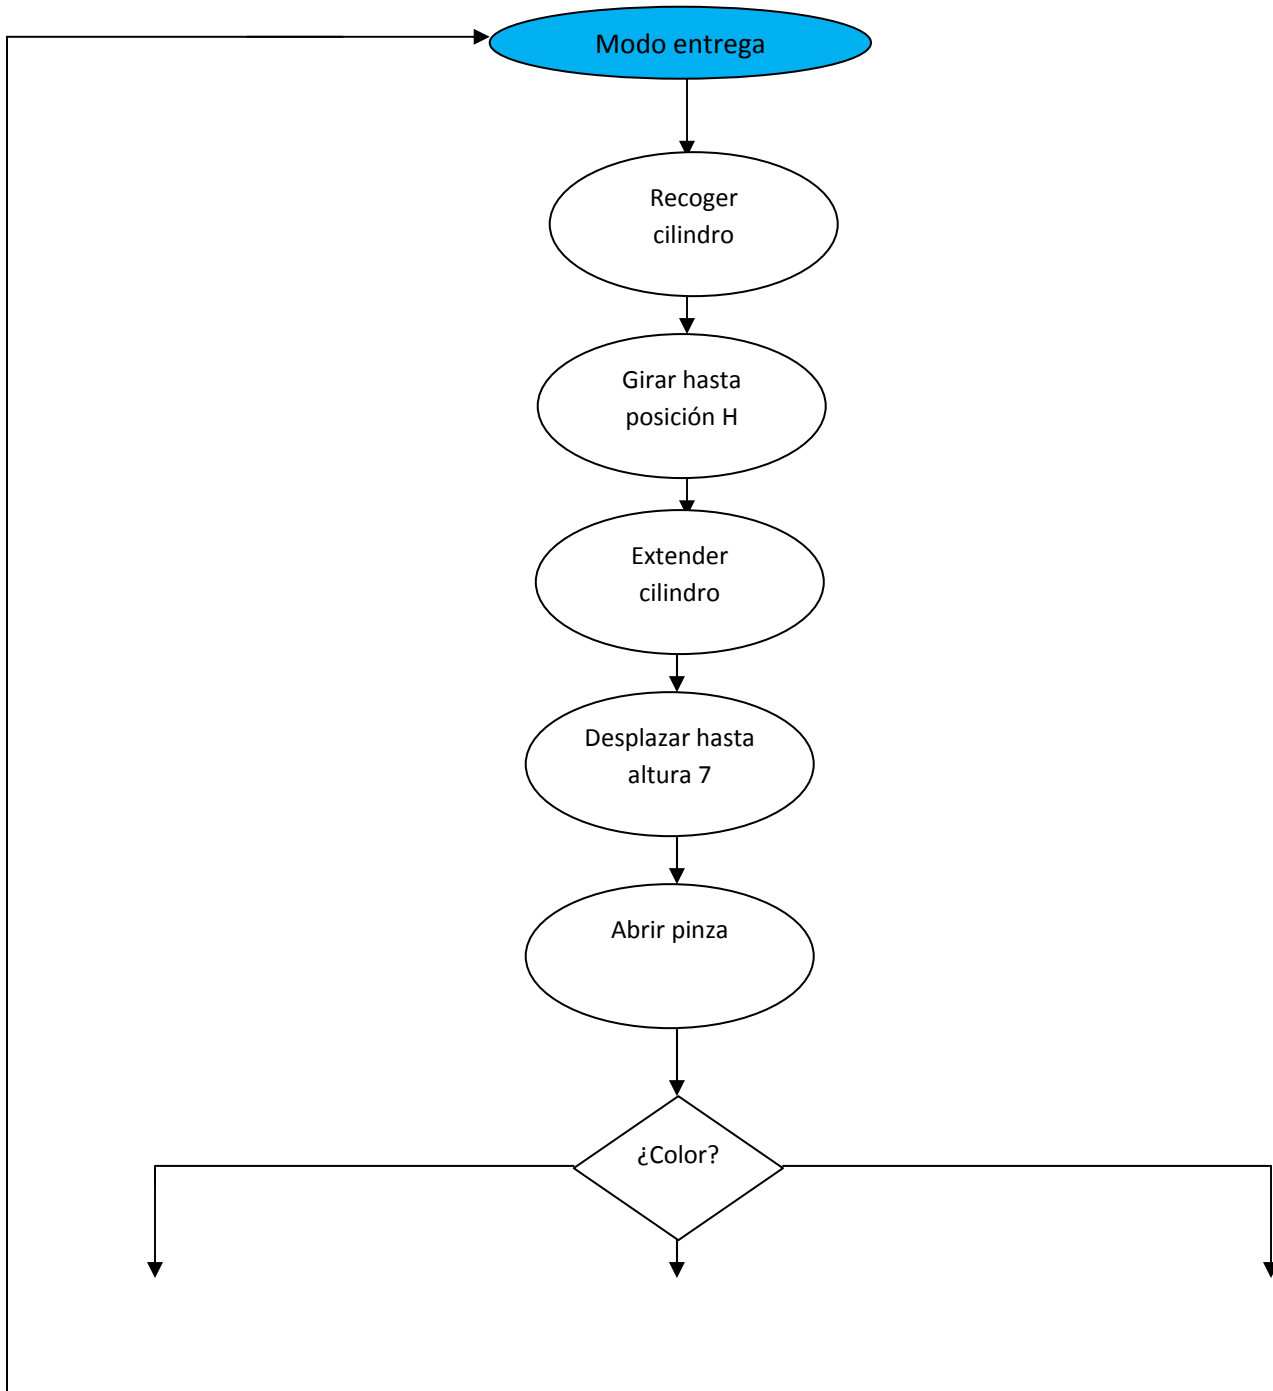 Modo entrega
Recoger
cilindro
Girar hasta
posición H
Extender
cilindro
Desplazar hasta
altura 7
Abrir pinza
¿Color?